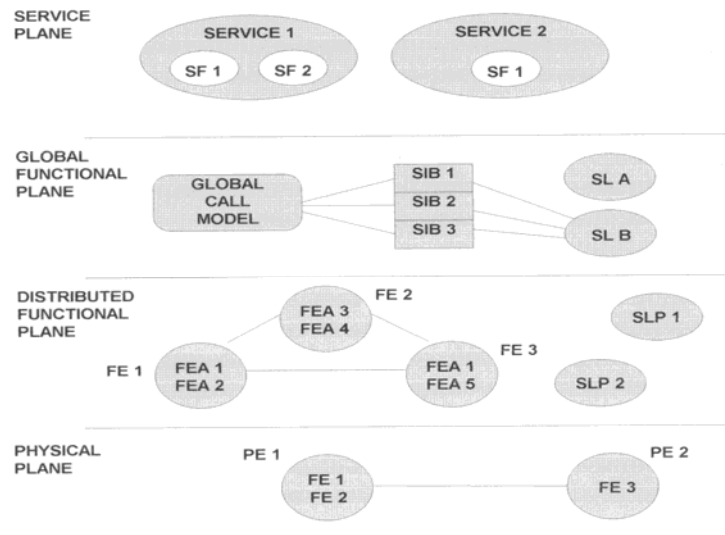 SERVICE
PLANE
SERVICE 1
SF 1
SF 2
SERVICE 2
SF 1
GLOBAL
FUNCTIONAL
PLANE
GLOBAL
CALL
MODEL
SIB 1
SIB 2
SIB 3
SL A
SL B
DISTRIBUTED
FUNCTIONAL
PLANE
FE 1
FEA 1
FEA 2
FEA 3
FEA 4
FE 2
FEA 1
FEA 5
FE 3
SLP 1
SLP 2
PHYSICAL
PLANE
PE 1
FE 1
FE 2
PE 2
FE 3